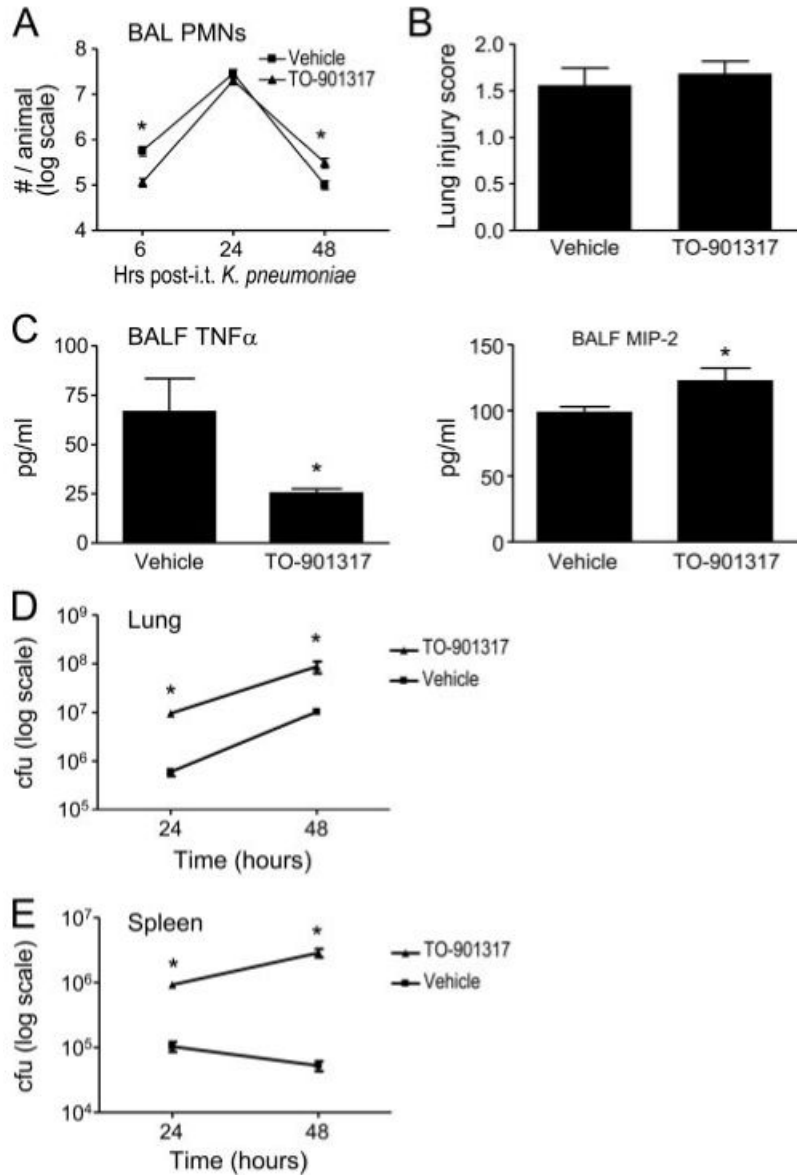 A
BAL PMNs
Vehicle
TO-901317
# / animal
(log scale)
8
7
6
5
4
*
*
6
24
48
Hrs post-i.t. K. pneumoniae
B
Lung injury score
2.0
1.5
1.0
0.5
0.0
Vehicle
TO-901317
C
BALF TNFα
pg/ml
100
75
50
25
0
*
Vehicle
TO-901317
BALF MIP-2
pg/ml
150
100
50
0
*
Vehicle
TO-901317
D
Lung
cfu (log scale)
10⁹
10⁸
10⁷
10⁶
10⁵
*
*
TO-901317
Vehicle
24
48
Time (hours)
E
Spleen
cfu (log scale)
10⁷
10⁶
10⁵
10⁴
*
*
TO-901317
Vehicle
24
48
Time (hours)